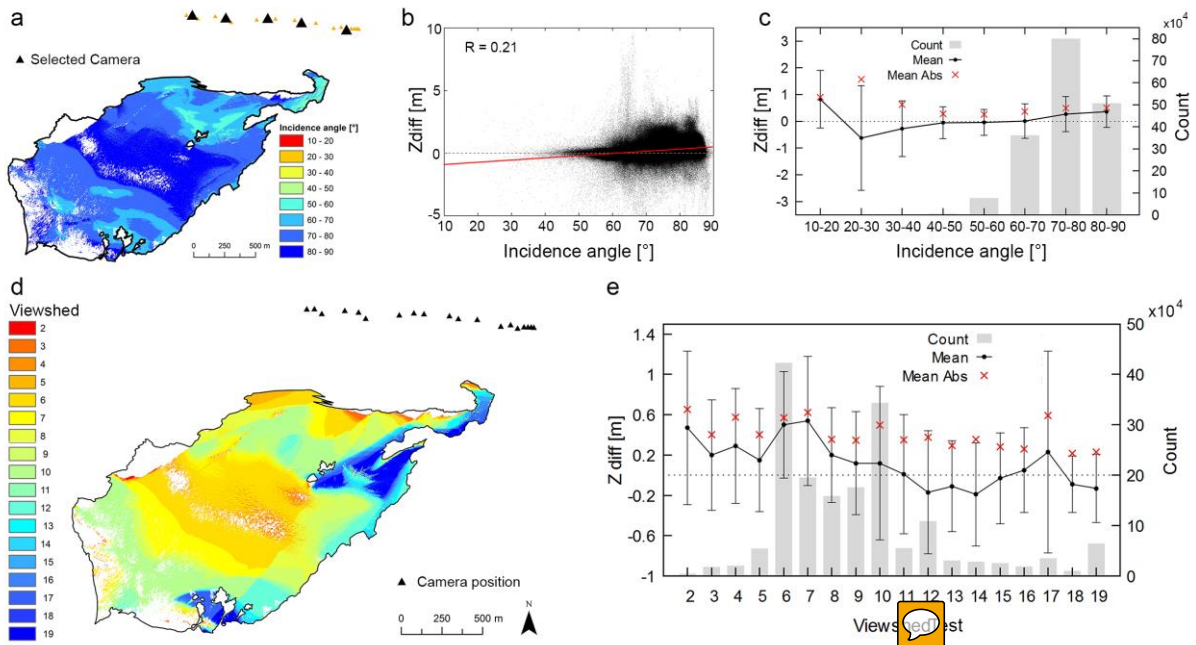 a
▲ Selected Camera
Incidence angle [°]
10 - 20
20 - 30
30 - 40
40 - 50
50 - 60
60 - 70
70 - 80
80 - 90
0 250 500 m
b
R = 0.21
Zdiff [m]
10
5
0
-5
10 20 30 40 50 60 70 80 90
Incidence angle [°]
c
Count
Mean
Mean Abs
Zdiff [m]
3
2
1
0
-1
-2
-3
x10⁴
80
70
60
50
40
30
20
10
0
Count
10-20 20-30 30-40 40-50 50-60 60-70 70-80 80-90
Incidence angle [°]
d
Viewshed
2
3
4
5
6
7
8
9
10
11
12
13
14
15
16
17
18
19
▲ Camera position
0 250 500 m
N
e
Count
Mean
Mean Abs
Z diff [m]
1.4
1
0.6
0.2
-0.2
-0.6
-1
x10⁴
50
40
30
20
10
0
Count
2 3 4 5 6 7 8 9 10 11 12 13 14 15 16 17 18 19
ViewshedTest